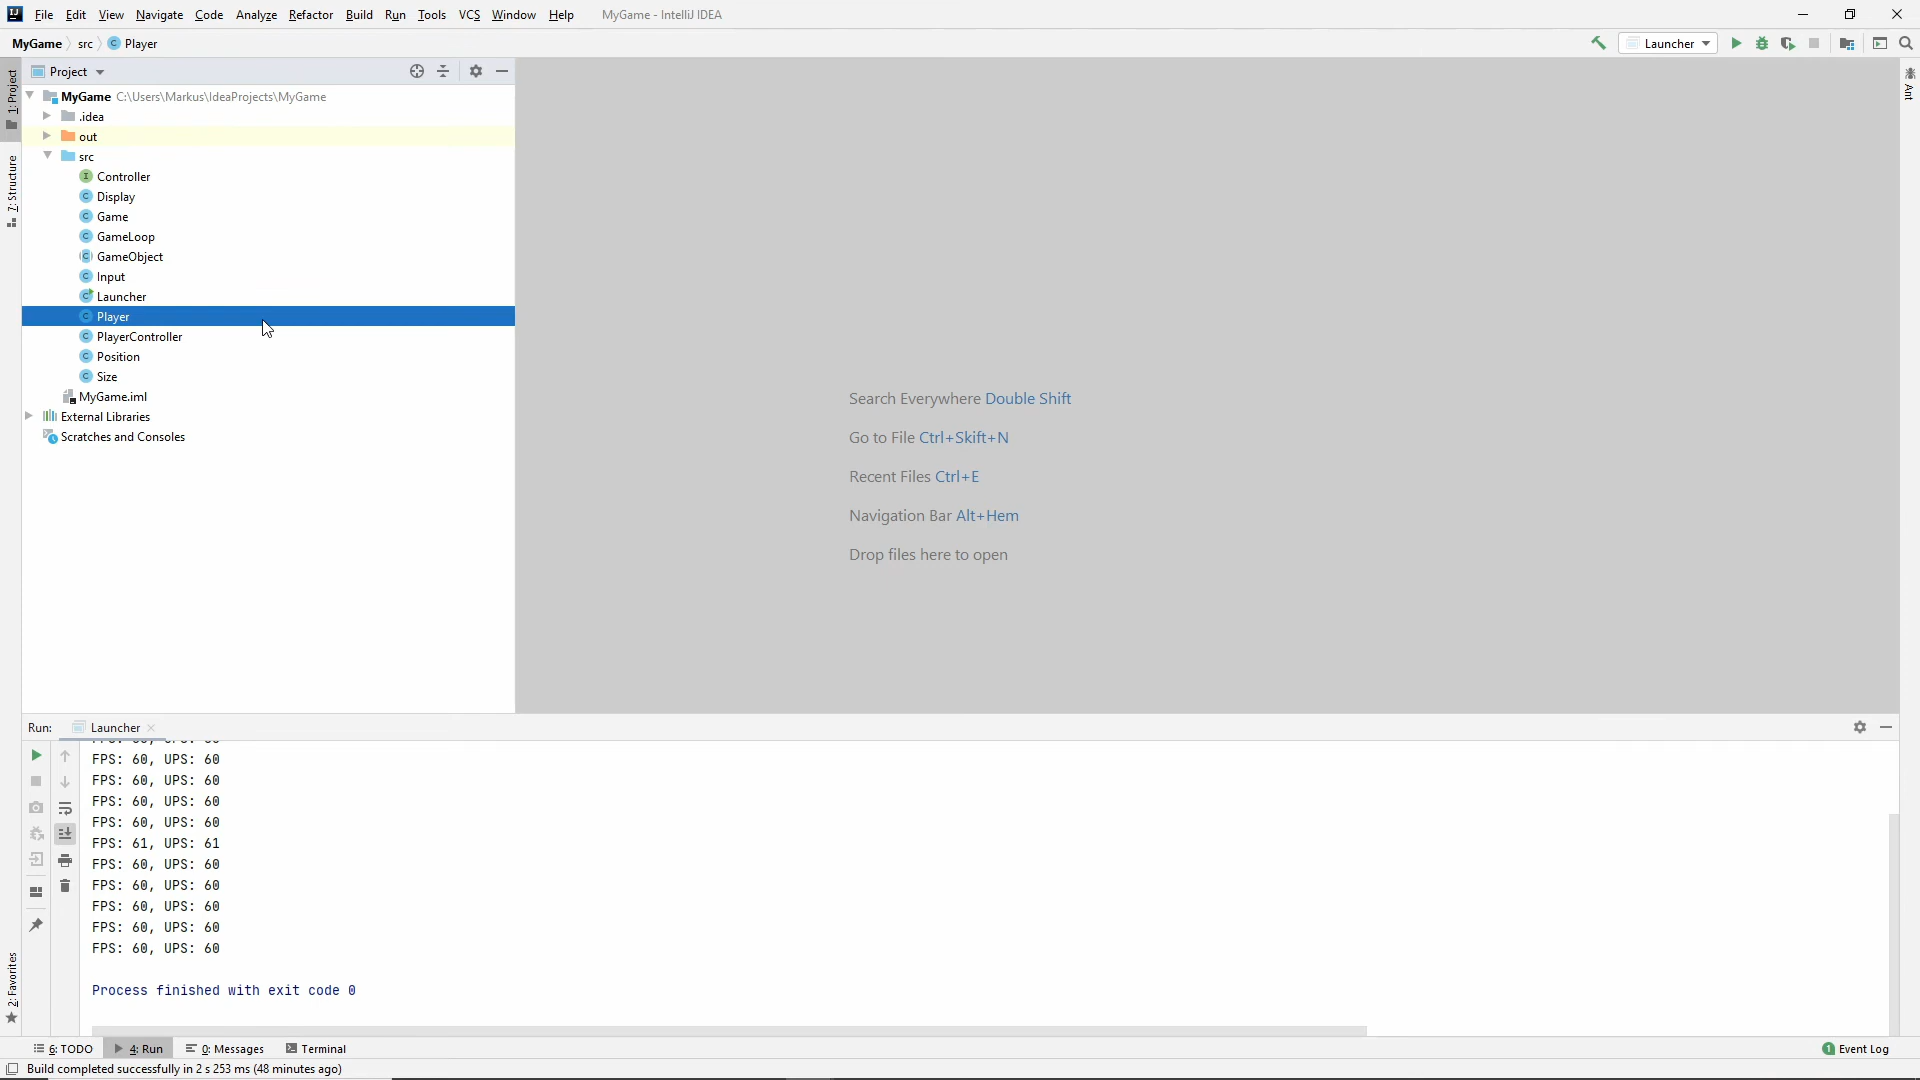 File Edit View Navigate Code Analyze Refactor Build Run Tools VCS Window Help MyGame - IntelliJ IDEA
MyGame src Player
Launcher
1: Project
7: Structure
2: Favorites
Ant
Project
MyGame C:\Users\Markus\IdeaProjects\MyGame
.idea
out
src
Controller
Display
Game
GameLoop
GameObject
Input
Launcher
Player
PlayerController
Position
Size
MyGame.iml
External Libraries
Scratches and Consoles
Search Everywhere Double Shift
Go to File Ctrl+Skift+N
Recent Files Ctrl+E
Navigation Bar Alt+Hem
Drop files here to open
Run: Launcher
FPS: 60, UPS: 60
FPS: 60, UPS: 60
FPS: 60, UPS: 60
FPS: 60, UPS: 60
FPS: 61, UPS: 61
FPS: 60, UPS: 60
FPS: 60, UPS: 60
FPS: 60, UPS: 60
FPS: 60, UPS: 60
FPS: 60, UPS: 60
Process finished with exit code 0
6: TODO 4: Run 0: Messages Terminal 1 Event Log
Build completed successfully in 2 s 253 ms (48 minutes ago)